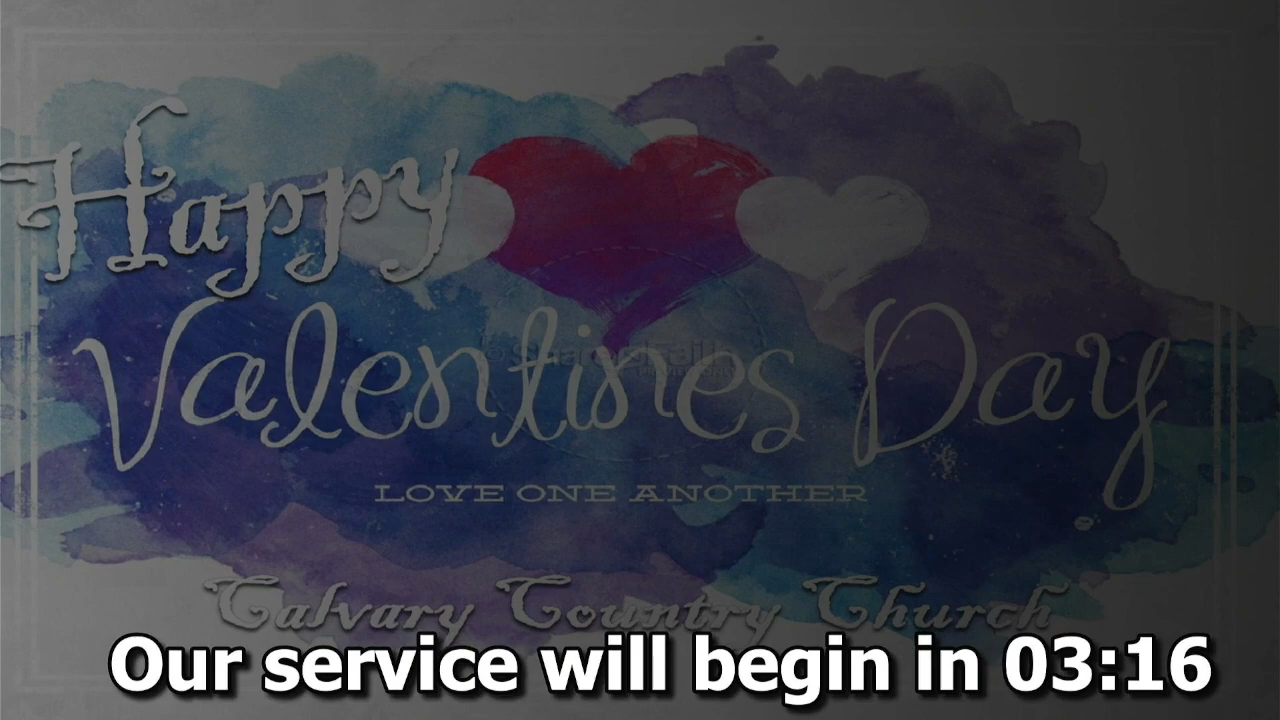 Happy
Valentines Day
LOVE ONE ANOTHER
Calvary Country Church
Our service will begin in 03:16